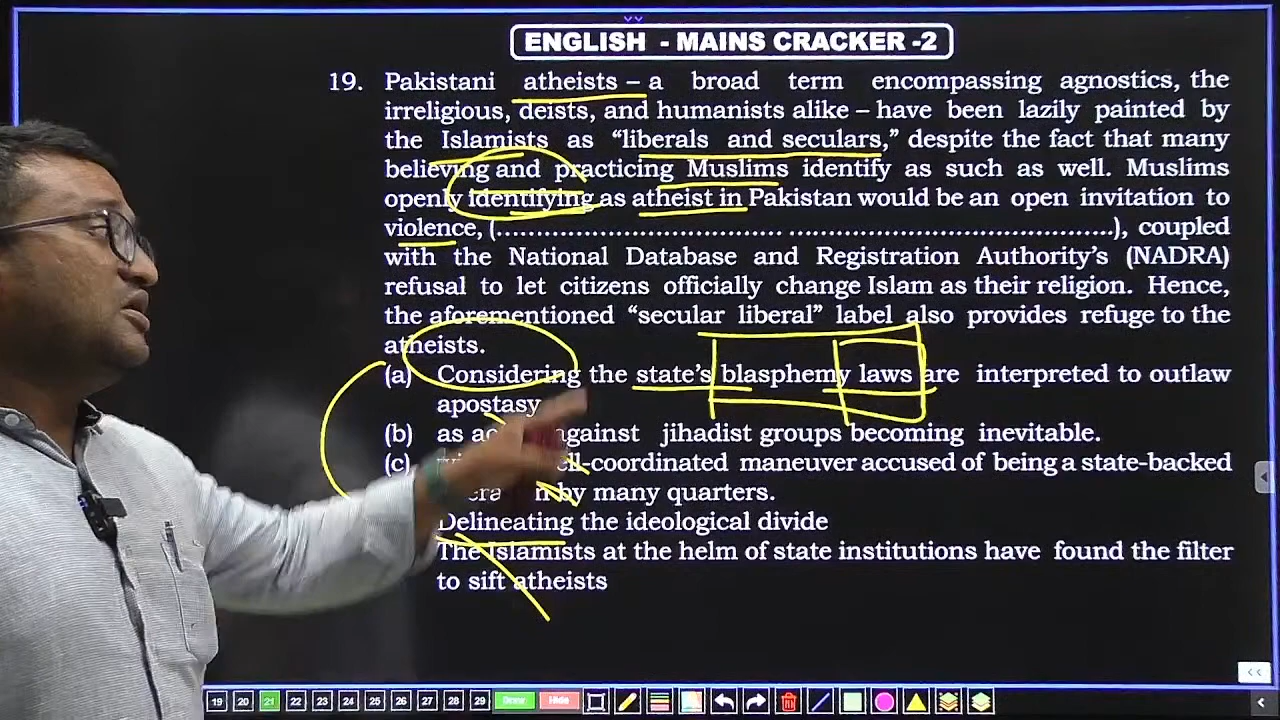 ENGLISH - MAINS CRACKER -2
19. Pakistani atheists – a broad term encompassing agnostics, the
irreligious, deists, and humanists alike – have been lazily painted by
the Islamists as “liberals and seculars,” despite the fact that many
believing and practicing Muslims identify as such as well. Muslims
openly identifying as atheist in Pakistan would be an open invitation to
violence, (.................................... .........................................), coupled
with the National Database and Registration Authority’s (NADRA)
refusal to let citizens officially change Islam as their religion. Hence,
the aforementioned “secular liberal” label also provides refuge to the
atheists.
(a) Considering the state’s blasphemy laws are interpreted to outlaw
apostasy
(b) as against jihadist groups becoming inevitable.
(c) -coordinated maneuver accused of being a state-backed
by many quarters.
Delineating the ideological divide
The Islamists at the helm of state institutions have found the filter
to sift atheists
19 20 21 22 23 24 25 26 27 28 29 Draw Hide